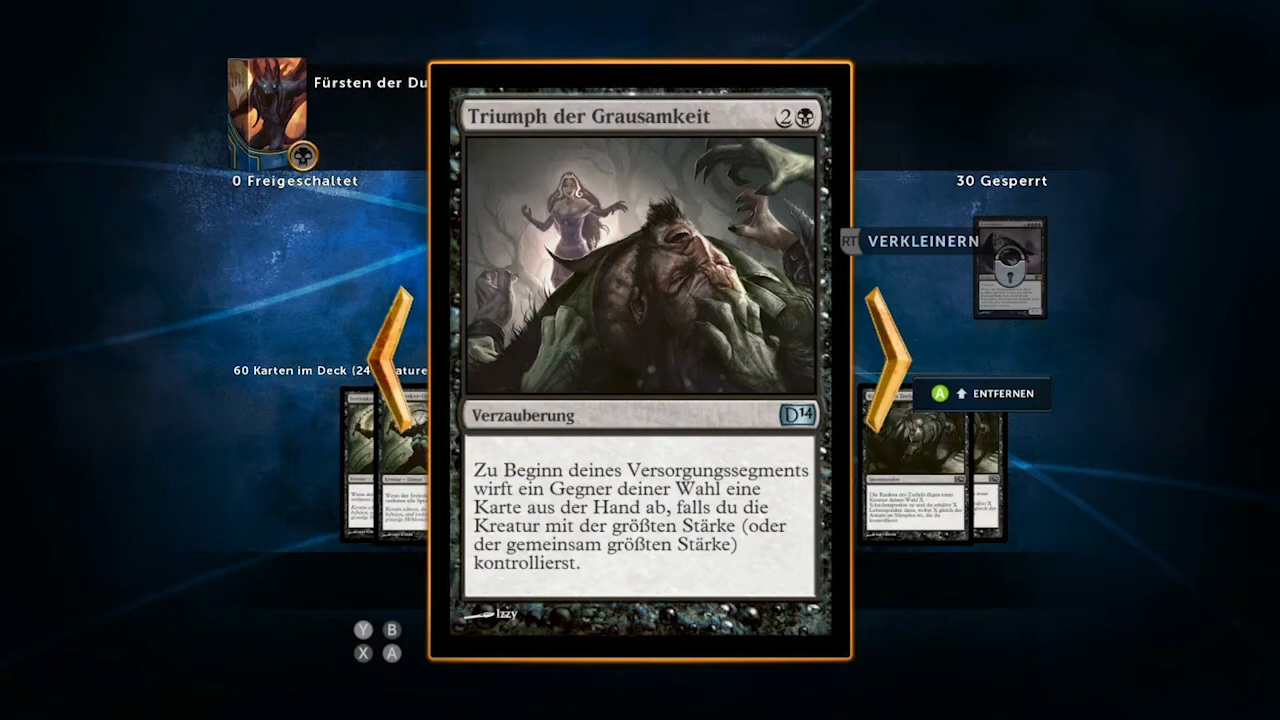 Fürsten der Du
0 Freigeschaltet
30 Gesperrt
Triumph der Grausamkeit
2
RT VERKLEINERN
60 Karten im Deck (24
ature
A ENTFERNEN
Verzauberung
D14
Zu Beginn deines Versorgungssegments
wirft ein Gegner deiner Wahl eine
Karte aus der Hand ab, falls du die
Kreatur mit der größten Stärke (oder
der gemeinsam größten Stärke)
kontrollierst.
Izzy
Y B
X A